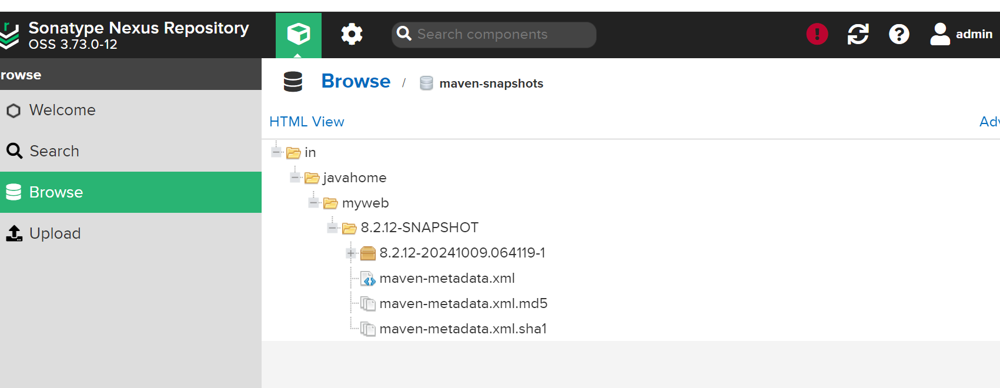 Sonatype Nexus Repository
OSS 3.73.0-12
Search components
admin
rowse
Welcome
Search
Browse
Upload
Browse / maven-snapshots
HTML View
Adv
in
javahome
myweb
8.2.12-SNAPSHOT
8.2.12-20241009.064119-1
maven-metadata.xml
maven-metadata.xml.md5
maven-metadata.xml.sha1